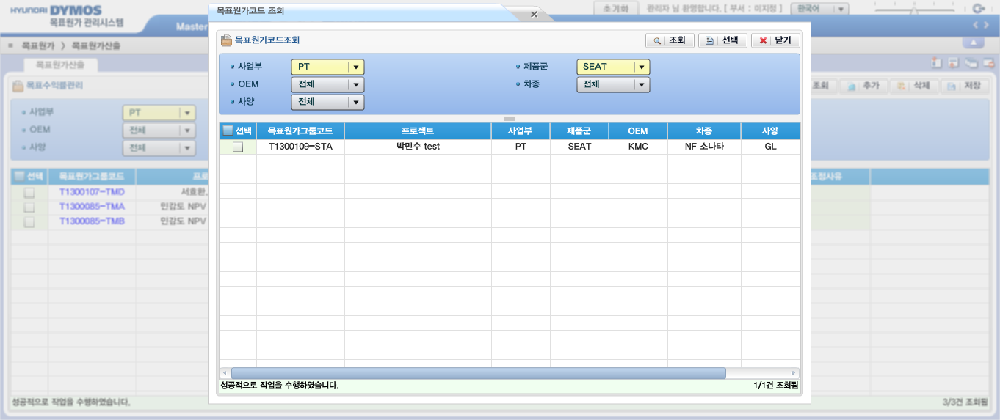 HYUNDAI DYMOS
목표원가 관리시스템
Master
초기화
관리자 님 환영합니다. [ 부서 : 미지정 ]
한국어
목표원가 > 목표원가산출
목표원가산출
목표수익률관리
조회
추가
삭제
저장
사업부 PT
OEM 전체
사양 전체
선택 목표원가그룹코드 프로
조정사유
T1300107-TMD 서효환,
T1300085-TMA 민감도 NPV
T1300085-TMB 민감도 NPV
성공적으로 작업을 수행하였습니다.
3/3건 조회됨
목표원가코드 조회
목표원가코드조회
조회 선택 닫기
사업부 PT 제품군 SEAT
OEM 전체 차종 전체
사양 전체
선택 목표원가그룹코드 프로젝트 사업부 제품군 OEM 차종 사양
T1300109-STA 박민수 test PT SEAT KMC NF 소나타 GL
성공적으로 작업을 수행하였습니다. 1/1건 조회됨